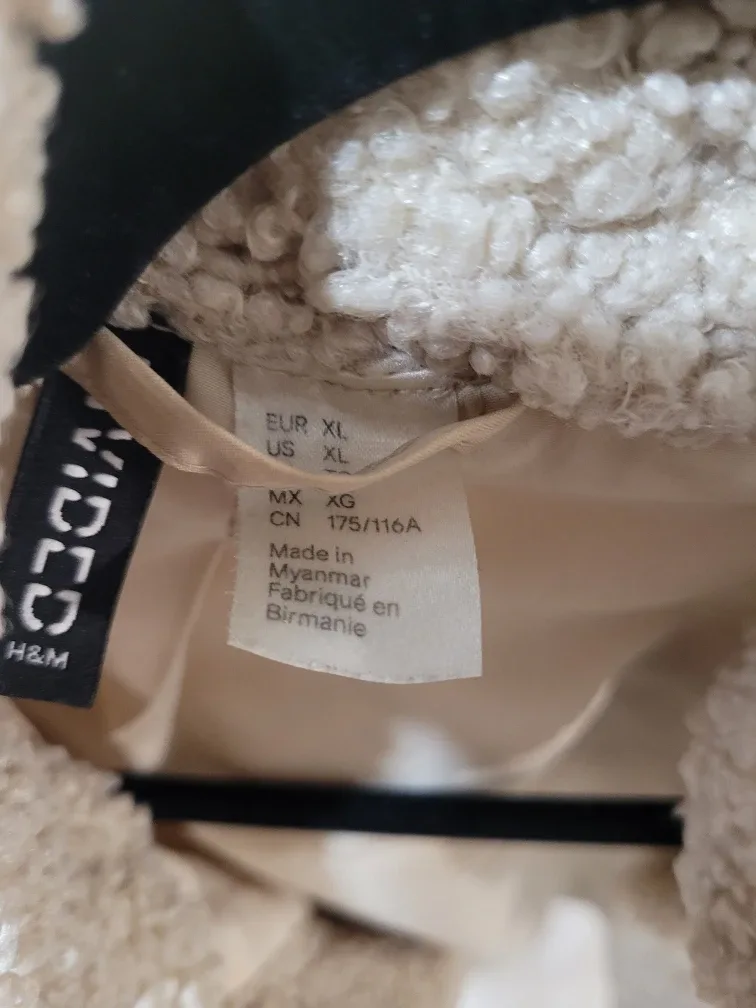 EUR XL
US XL
MX XG
CN 175/116A
Made in
Myanmar
Fabriqué en
Birmanie
H&M